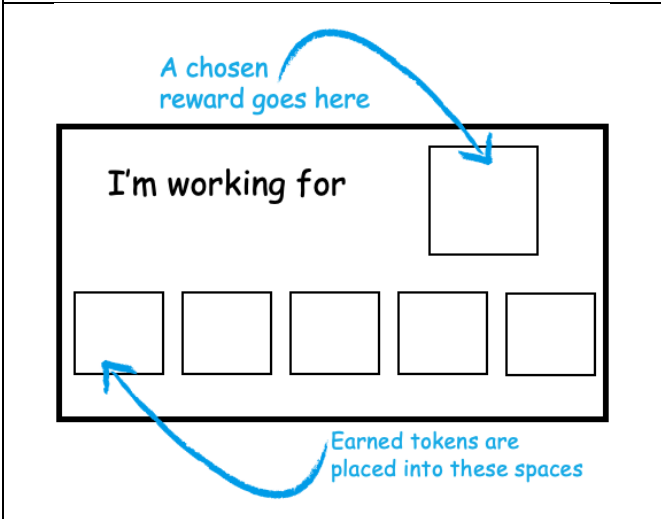 A chosen
reward goes here
I'm working for
Earned tokens are
placed into these spaces